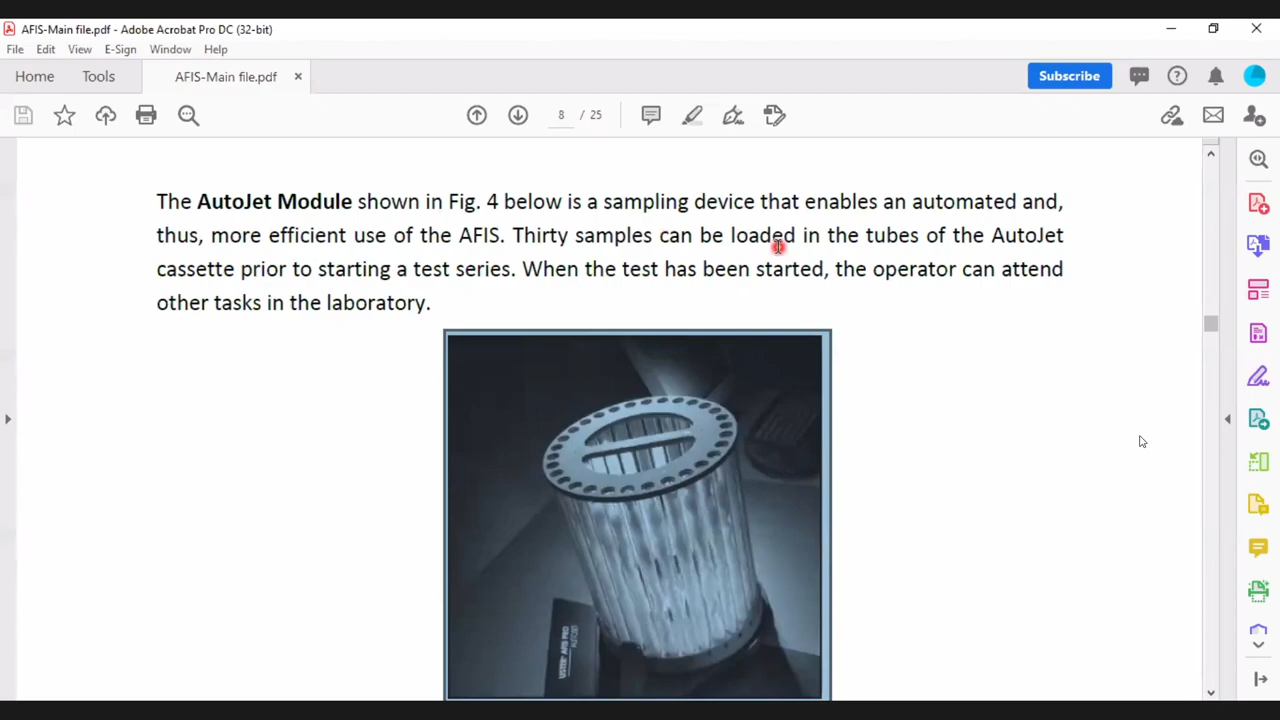 AFIS-Main file.pdf - Adobe Acrobat Pro DC (32-bit)
File Edit View E-Sign Window Help
Home Tools AFIS-Main file.pdf × Subscribe
8 / 25
The AutoJet Module shown in Fig. 4 below is a sampling device that enables an automated and,
thus, more efficient use of the AFIS. Thirty samples can be loaded in the tubes of the AutoJet
cassette prior to starting a test series. When the test has been started, the operator can attend
other tasks in the laboratory.
USTER AFIS PRO
AUTOJET